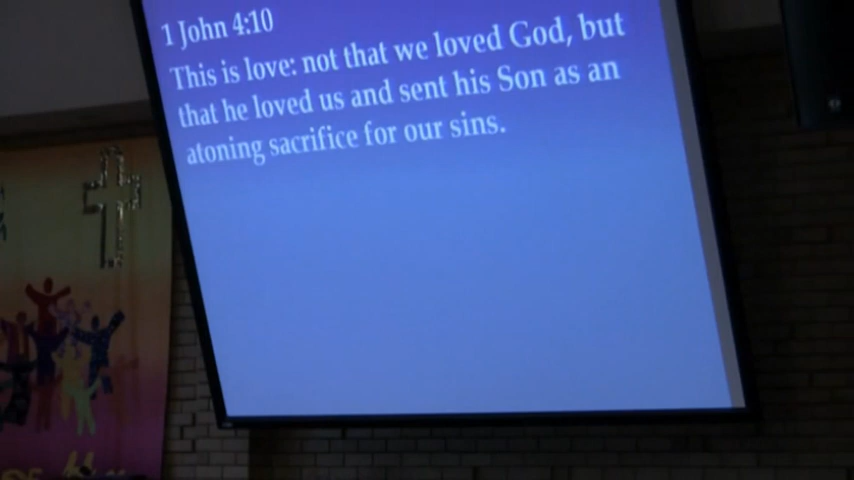 1 John 4:10
This is love: not that we loved God, but
that he loved us and sent his Son as an
atoning sacrifice for our sins.